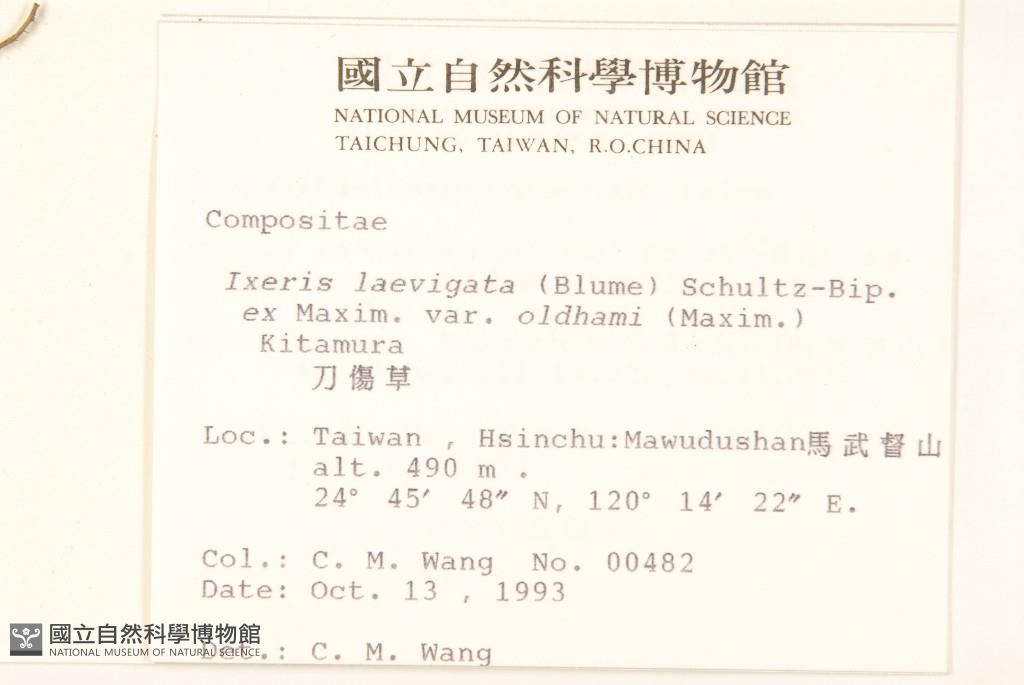 國立自然科學博物館
NATIONAL MUSEUM OF NATURAL SCIENCE
TAICHUNG, TAIWAN, R.O.CHINA
Compositae
Ixeris laevigata (Blume) Schultz-Bip.
ex Maxim. var. oldhami (Maxim.)
Kitamura
刀傷草
Loc.: Taiwan , Hsinchu:Mawudushan馬武督山
alt. 490 m .
24° 45′ 48″ N, 120° 14′ 22″ E.
Col.: C. M. Wang No. 00482
Date: Oct. 13 , 1993
Det.: C. M. Wang
國立自然科學博物館
NATIONAL MUSEUM OF NATURAL SCIENCE